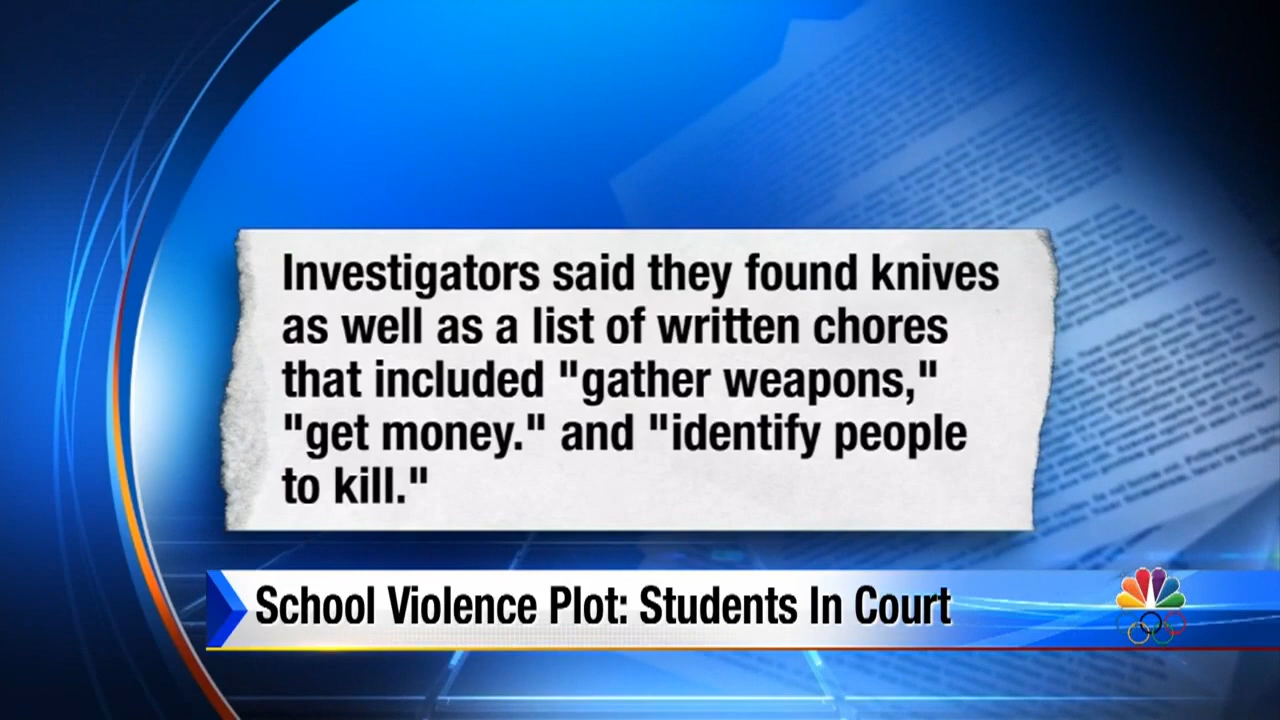 Investigators said they found knives
as well as a list of written chores
that included "gather weapons,"
"get money." and "identify people
to kill."
School Violence Plot: Students In Court